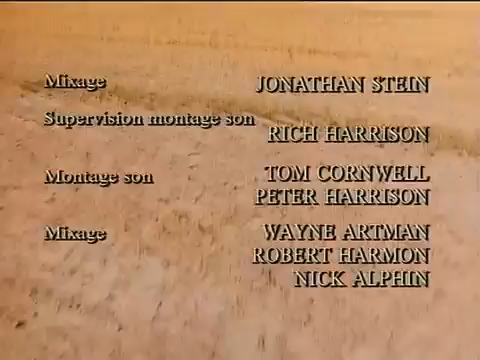 Mixage JONATHAN STEIN
Supervision montage son
RICH HARRISON
Montage son TOM CORNWELL
PETER HARRISON
Mixage WAYNE ARTMAN
ROBERT HARMON
NICK ALPHIN